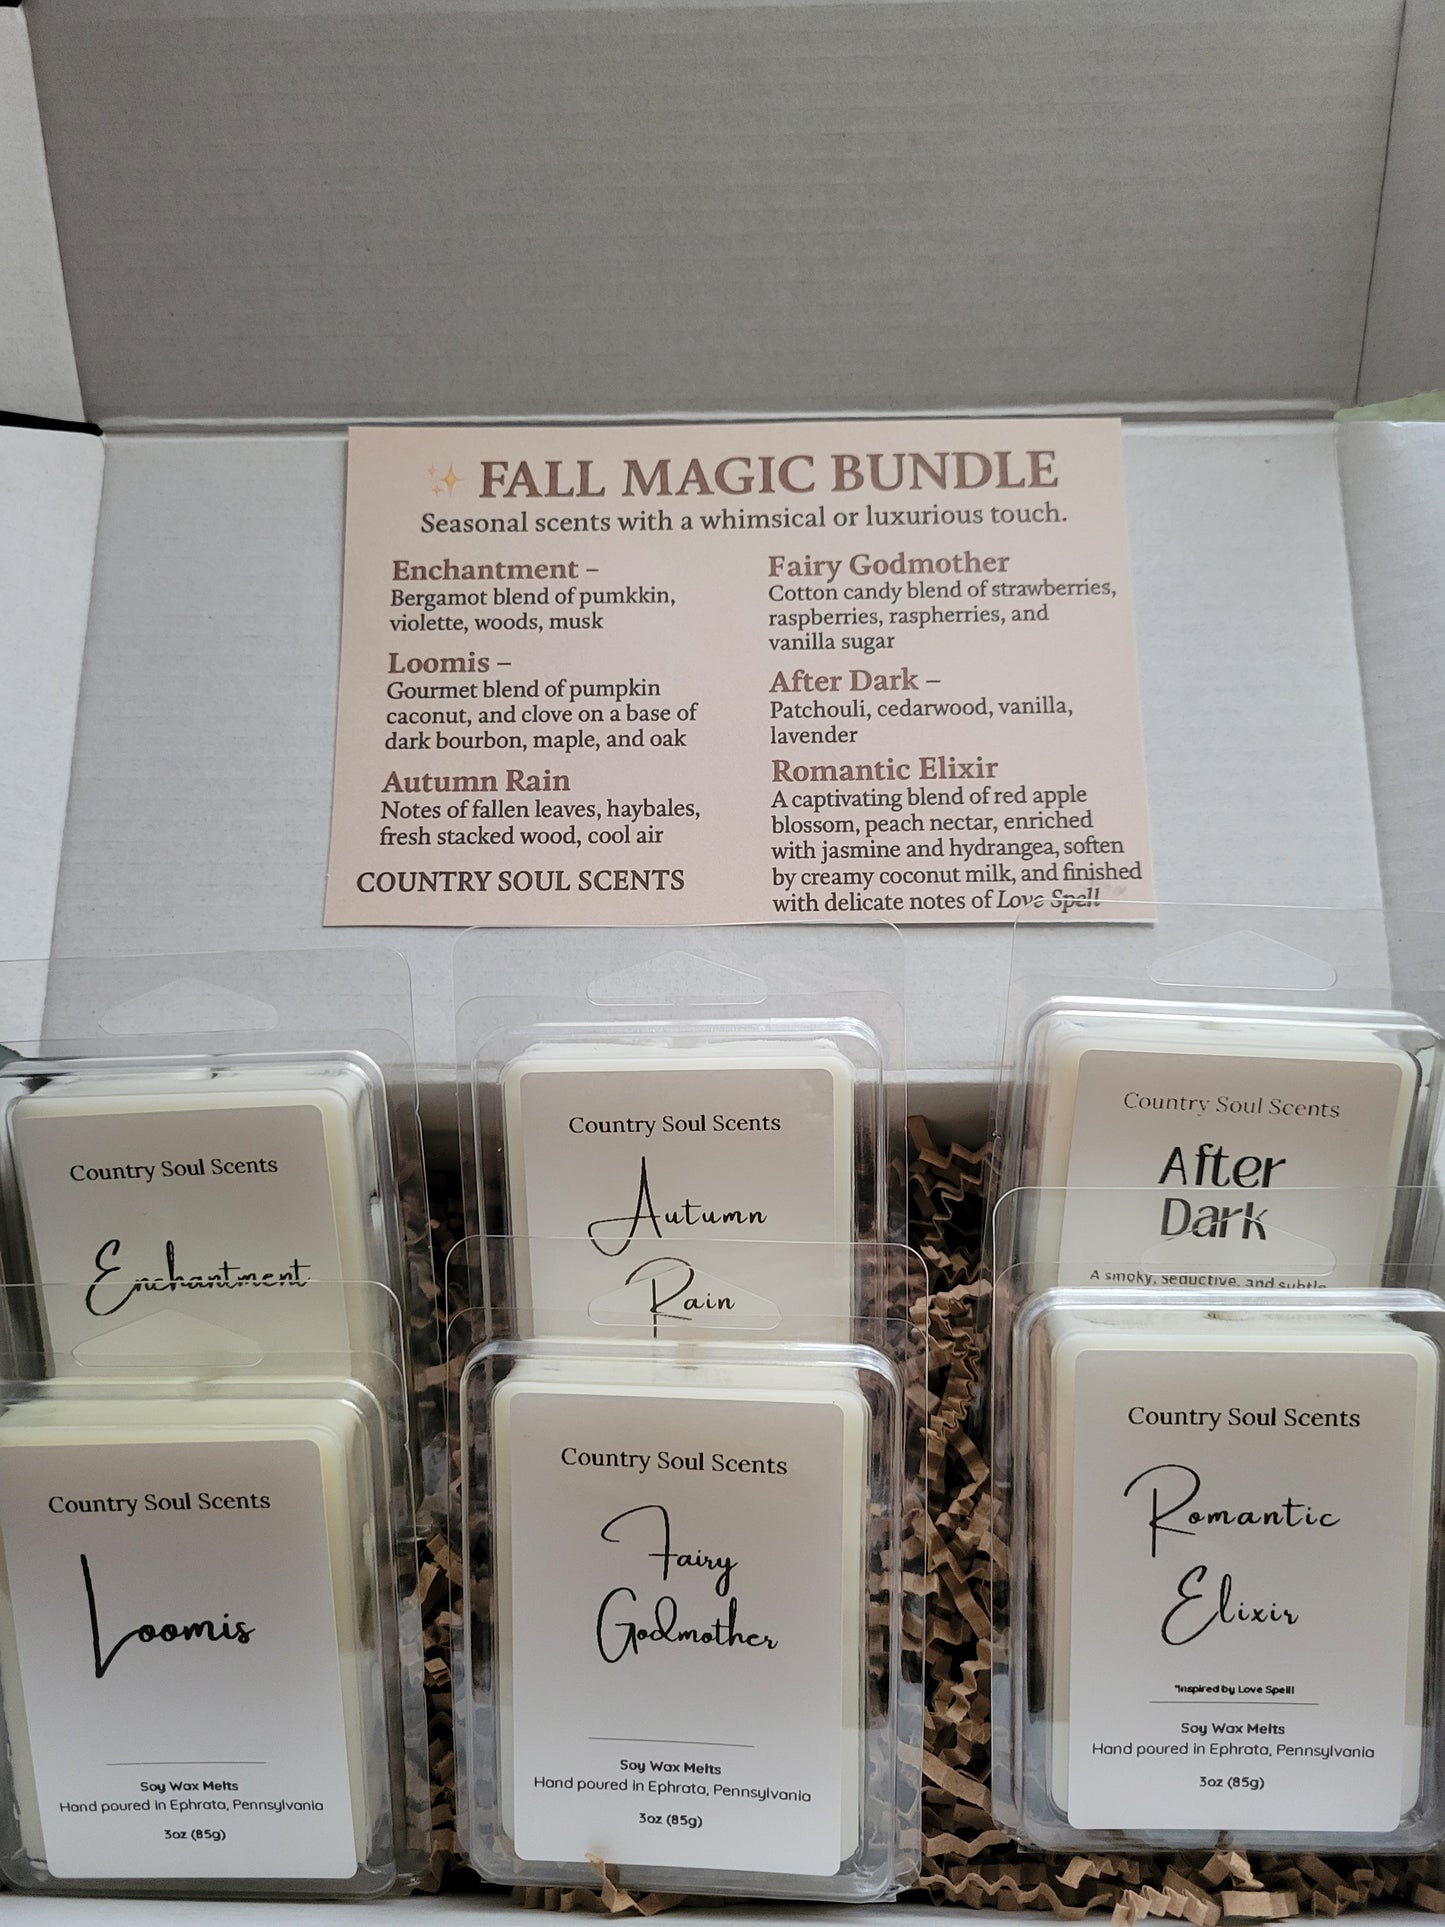 FALL MAGIC BUNDLE
Seasonal scents with a whimsical or luxurious touch.
Enchantment –
Bergamot blend of pumkkin,
violette, woods, musk
Loomis –
Gourmet blend of pumpkin
caconut, and clove on a base of
dark bourbon, maple, and oak
Autumn Rain
Notes of fallen leaves, haybales,
fresh stacked wood, cool air
COUNTRY SOUL SCENTS
Fairy Godmother
Cotton candy blend of strawberries,
raspberries, raspherries, and
vanilla sugar
After Dark –
Patchouli, cedarwood, vanilla,
lavender
Romantic Elixir
A captivating blend of red apple
blossom, peach nectar, enriched
with jasmine and hydrangea, soften
by creamy coconut milk, and finished
with delicate notes of Love Spell
Country Soul Scents
Enchantment
Country Soul Scents
Autumn
Rain
Country Soul Scents
After
Dark
A smoky, seductive, and subtle
Country Soul Scents
Loomis
Soy Wax Melts
Hand poured in Ephrata, Pennsylvania
3oz (85g)
Country Soul Scents
Fairy
Godmother
Soy Wax Melts
Hand poured in Ephrata, Pennsylvania
3oz (85g)
Country Soul Scents
Romantic
Elixir
*Inspired by Love Spelll
Soy Wax Melts
Hand poured in Ephrata, Pennsylvania
3oz (85g)